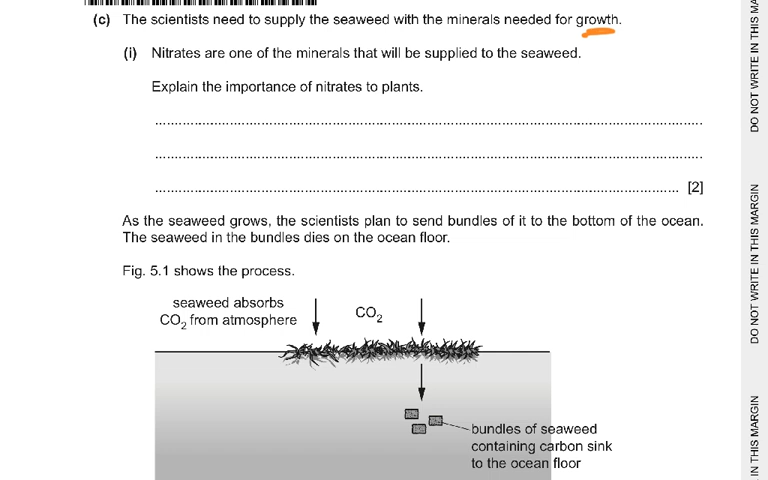 (c) The scientists need to supply the seaweed with the minerals needed for growth.
(i) Nitrates are one of the minerals that will be supplied to the seaweed.
Explain the importance of nitrates to plants.
[2]
As the seaweed grows, the scientists plan to send bundles of it to the bottom of the ocean.
The seaweed in the bundles dies on the ocean floor.
Fig. 5.1 shows the process.
seaweed absorbs
CO₂ from atmosphere
CO₂
bundles of seaweed
containing carbon sink
to the ocean floor
DO NOT WRITE IN THIS MA
DO NOT WRITE IN THIS MARGIN
IN THIS MARGIN